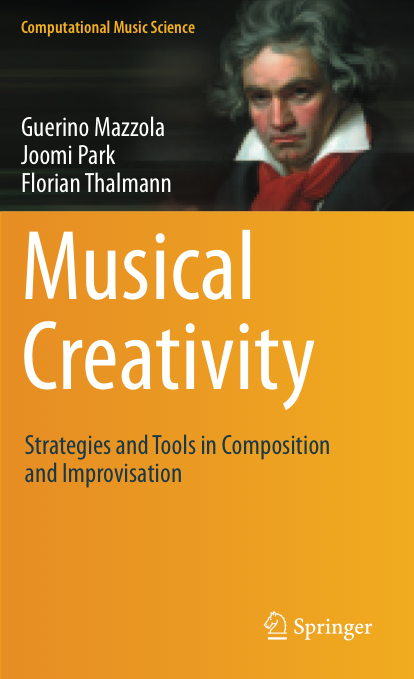 Computational Music Science
Guerino Mazzola
Joomi Park
Florian Thalmann
Musical
Creativity
Strategies and Tools in Composition
and Improvisation
Springer